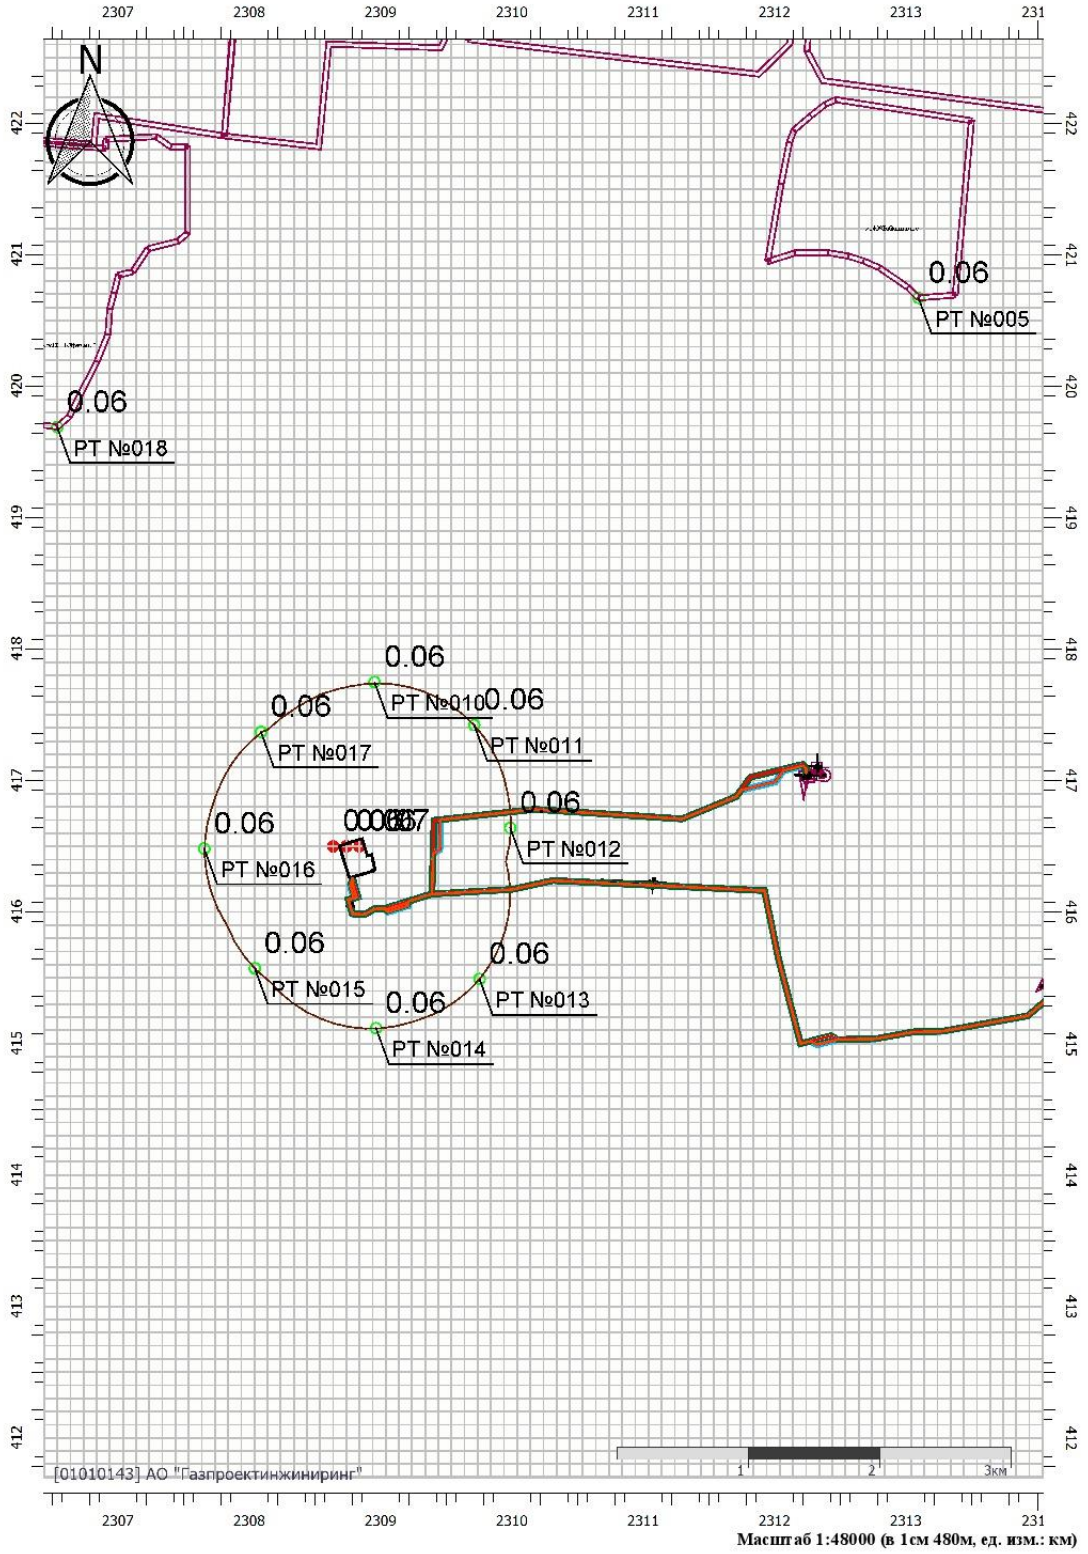 2307 2308 2309 2310 2311 2312 2313 231
N
422 422
421 421
0.06
РТ №005
420 420
0.06
РТ №018
419 419
418 418
0.06
РТ №010
0.06
РТ №011
0.06
РТ №017
417 417
0.06
РТ №012
0.06
РТ №016
416 416
0.06
РТ №015
0.06
РТ №013
0.06
РТ №014
415 415
414 414
413 413
412 412
[01010143] АО "Газпроектинжиниринг"
1 2 3км
2307 2308 2309 2310 2311 2312 2313 231
Масштаб 1:48000 (в 1см 480м, ед. изм.: км)